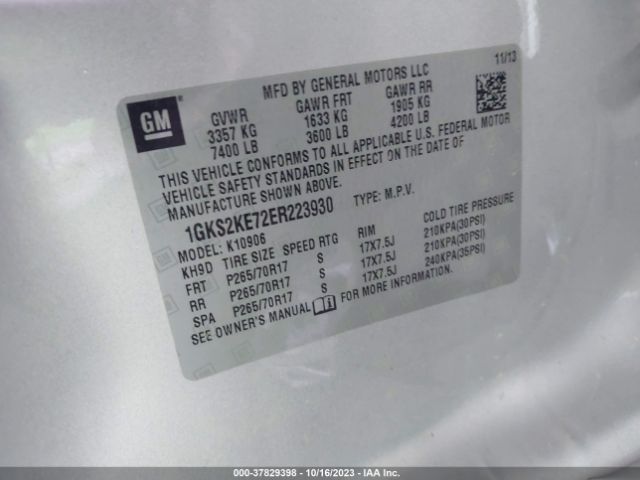 GM
MFD BY GENERAL MOTORS LLC
11/13
GVWR GAWR FRT GAWR RR
3357 KG 1633 KG 1905 KG
7400 LB 3600 LB 4200 LB
THIS VEHICLE CONFORMS TO ALL APPLICABLE U.S. FEDERAL MOTOR
VEHICLE SAFETY STANDARDS IN EFFECT ON THE DATE OF
MANUFACTURE SHOWN ABOVE.
1GKS2KE72ER223930 TYPE: M.P.V.
MODEL: K10906
KH9D TIRE SIZE SPEED RTG RIM COLD TIRE PRESSURE
FRT P265/70R17 S 17X7.5J 210KPA(30PSI)
RR P265/70R17 S 17X7.5J 210KPA(30PSI)
SPA P265/70R17 S 17X7.5J 240KPA(35PSI)
SEE OWNER'S MANUAL FOR MORE INFORMATION.
000-37829398 - 10/16/2023 - IAA Inc.